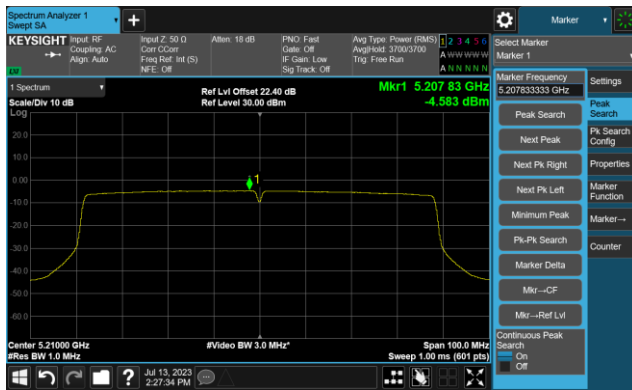 Spectrum Analyzer 1
Swept SA
Marker
KEYSIGHT
Input: RF
Coupling: AC
Align: Auto
Input Z: 50 Ω
Corr CCorr
Freq Ref: Int (S)
NFE: Off
Atten: 18 dB
PNO: Fast
Gate: Off
IF Gain: Low
Sig Track: Off
Avg Type: Power (RMS)
Avg|Hold: 3700/3700
Trig: Free Run
1 2 3 4 5 6
A W W W W W
A N N N N N
Select Marker
Marker 1
1 Spectrum
Scale/Div 10 dB
Log
Ref Lvl Offset 22.40 dB
Ref Level 30.00 dBm
Mkr1 5.207 83 GHz
-4.583 dBm
20.0
10.0
0.00
-10.0
-20.0
-30.0
-40.0
-50.0
-60.0
1
Center 5.21000 GHz
#Res BW 1.0 MHz
#Video BW 3.0 MHz*
Span 100.0 MHz
Sweep 1.00 ms (601 pts)
Marker Frequency
5.207833333 GHz
Peak Search
Next Peak
Next Pk Right
Next Pk Left
Minimum Peak
Pk-Pk Search
Marker Delta
Mkr→CF
Mkr→Ref Lvl
Continuous Peak
Search
On
Off
Settings
Peak
Search
Pk Search
Config
Properties
Marker
Function
Marker→
Counter
Jul 13, 2023
2:27:34 PM